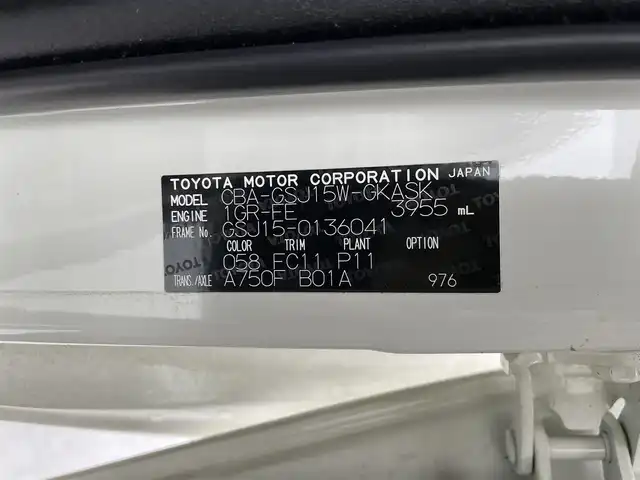 TOYOTA MOTOR CORPORATION JAPAN
MODEL CBA-GSJ15W-GKASK
ENGINE 1GR-FE 3955 mL
FRAME No. GSJ15-0136041
COLOR TRIM PLANT OPTION
058 FC11 P11
TRANS./AXLE A750F B01A 976